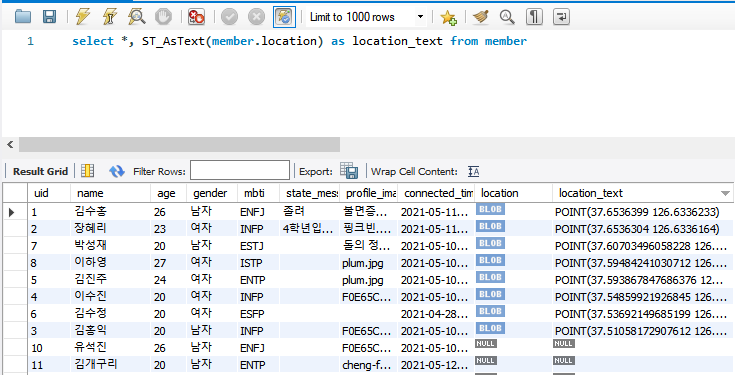 Limit to 1000 rows
1 select *, ST_AsText(member.location) as location_text from member
Result Grid Filter Rows: Export: Wrap Cell Content:
uid name age gender mbti state_mess profile_ima connected_tim location location_text
1 김수홍 26 남자 ENFJ 졸려 불면증... 2021-05-11... BLOB POINT(37.6536399 126.6336233)
2 장혜리 23 여자 INFP 4학년입... 핑크빈.... 2021-05-11... BLOB POINT(37.6536304 126.6336164)
7 박성재 20 남자 ESTJ 돌의 정... 2021-05-10... BLOB POINT(37.60703496058228 126....
8 이하영 27 여자 ISTP plum.jpg 2021-05-10... BLOB POINT(37.59484241030712 126....
5 김진주 24 여자 ENTP plum.jpg 2021-05-10... BLOB POINT(37.593867847686376 12...
4 이수진 20 여자 INFP F0E65C... 2021-05-10... BLOB POINT(37.54859921926845 126....
6 김수정 20 여자 ESFP 2021-04-28... BLOB POINT(37.53692149685199 126....
3 김홍익 20 남자 INFP F0E65C... 2021-05-10... BLOB POINT(37.51058172907612 126....
10 유석진 26 남자 ENFJ F0E65C... 2021-05-10... NULL NULL
11 김개구리 20 남자 ENTP cheng-f... 2021-05-12... NULL NULL